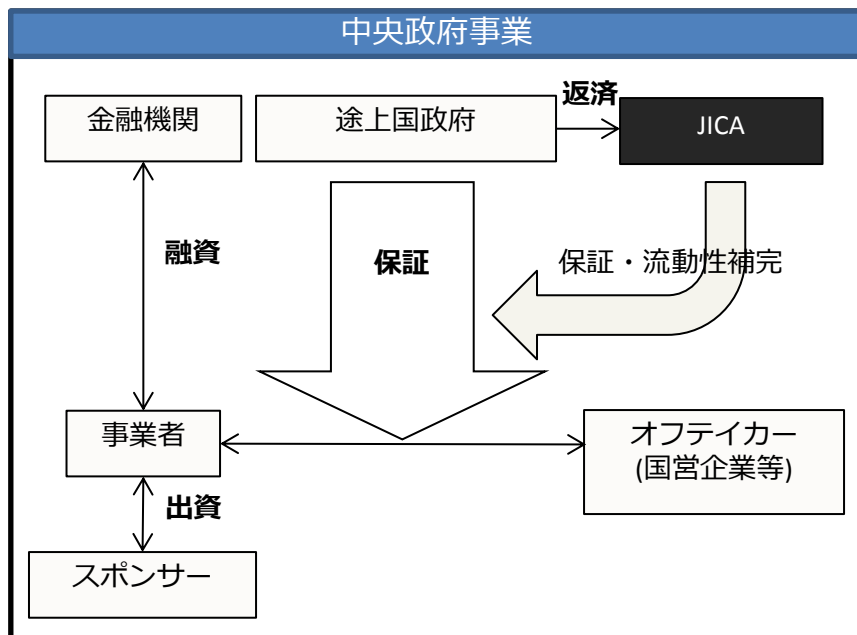 中央政府事業
金融機関
途上国政府
返済
JICA
融資
保証
保証・流動性補完
事業者
オフテイカー
(国営企業等)
出資
スポンサー